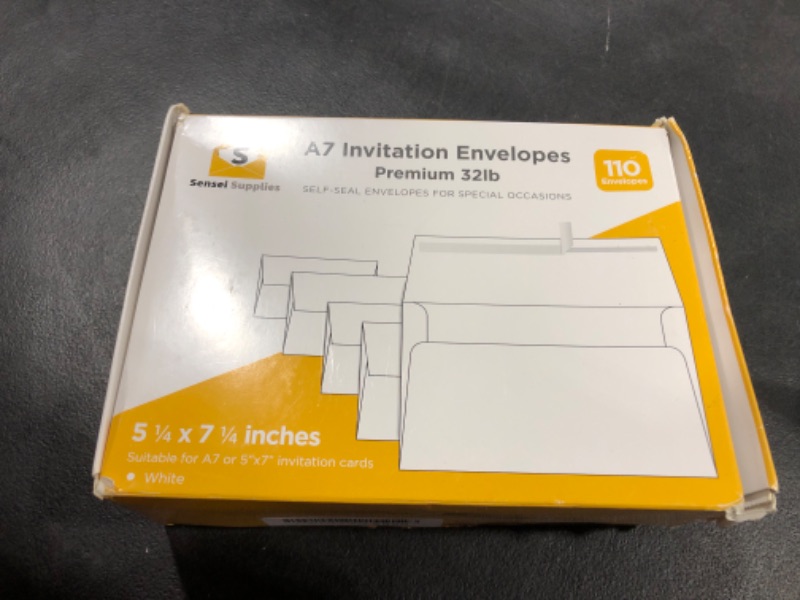 S
Sensei Supplies
A7 Invitation Envelopes
Premium 32lb
SELF-SEAL ENVELOPES FOR SPECIAL OCCASIONS
110
Envelopes
5 ¼ x 7 ¼ inches
Suitable for A7 or 5"x7" invitation cards
White